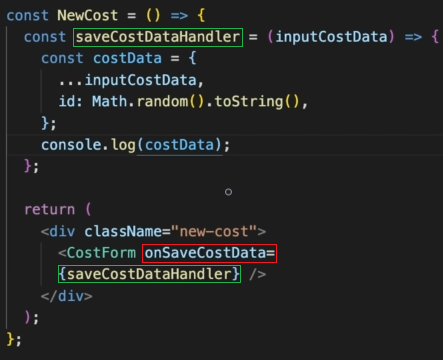 const NewCost = () => {
  const saveCostDataHandler = (inputCostData) => {
    const costData = {
      ...inputCostData,
      id: Math.random().toString(),
    };
    console.log(costData);
  };

  return (
    <div className="new-cost">
      <CostForm onSaveCostData=
      {saveCostDataHandler} />
    </div>
  );
};